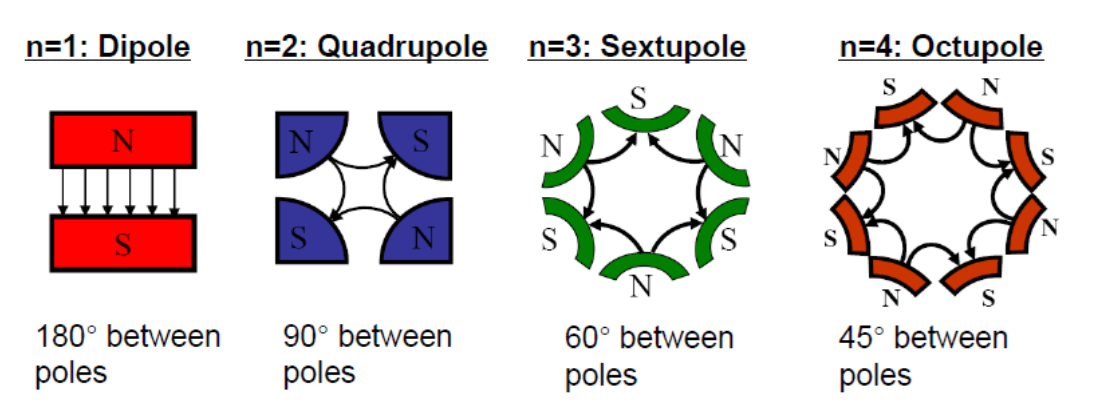 n=1: Dipole
N
S
180° between
poles
n=2: Quadrupole
N S
S N
90° between
poles
n=3: Sextupole
S
N N
S S
N
60° between
poles
n=4: Octupole
S N
N S
S N
N S
45° between
poles